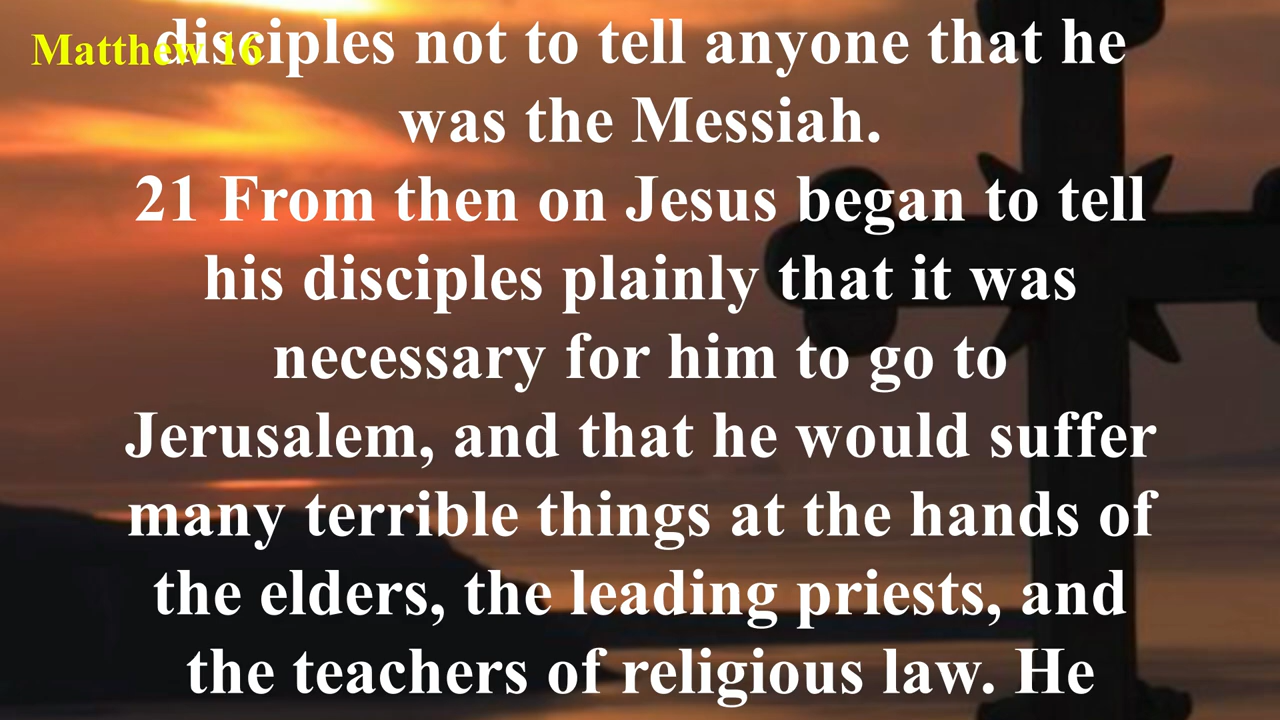 Matthew 16
disciples not to tell anyone that he
was the Messiah.
21 From then on Jesus began to tell
his disciples plainly that it was
necessary for him to go to
Jerusalem, and that he would suffer
many terrible things at the hands of
the elders, the leading priests, and
the teachers of religious law. He